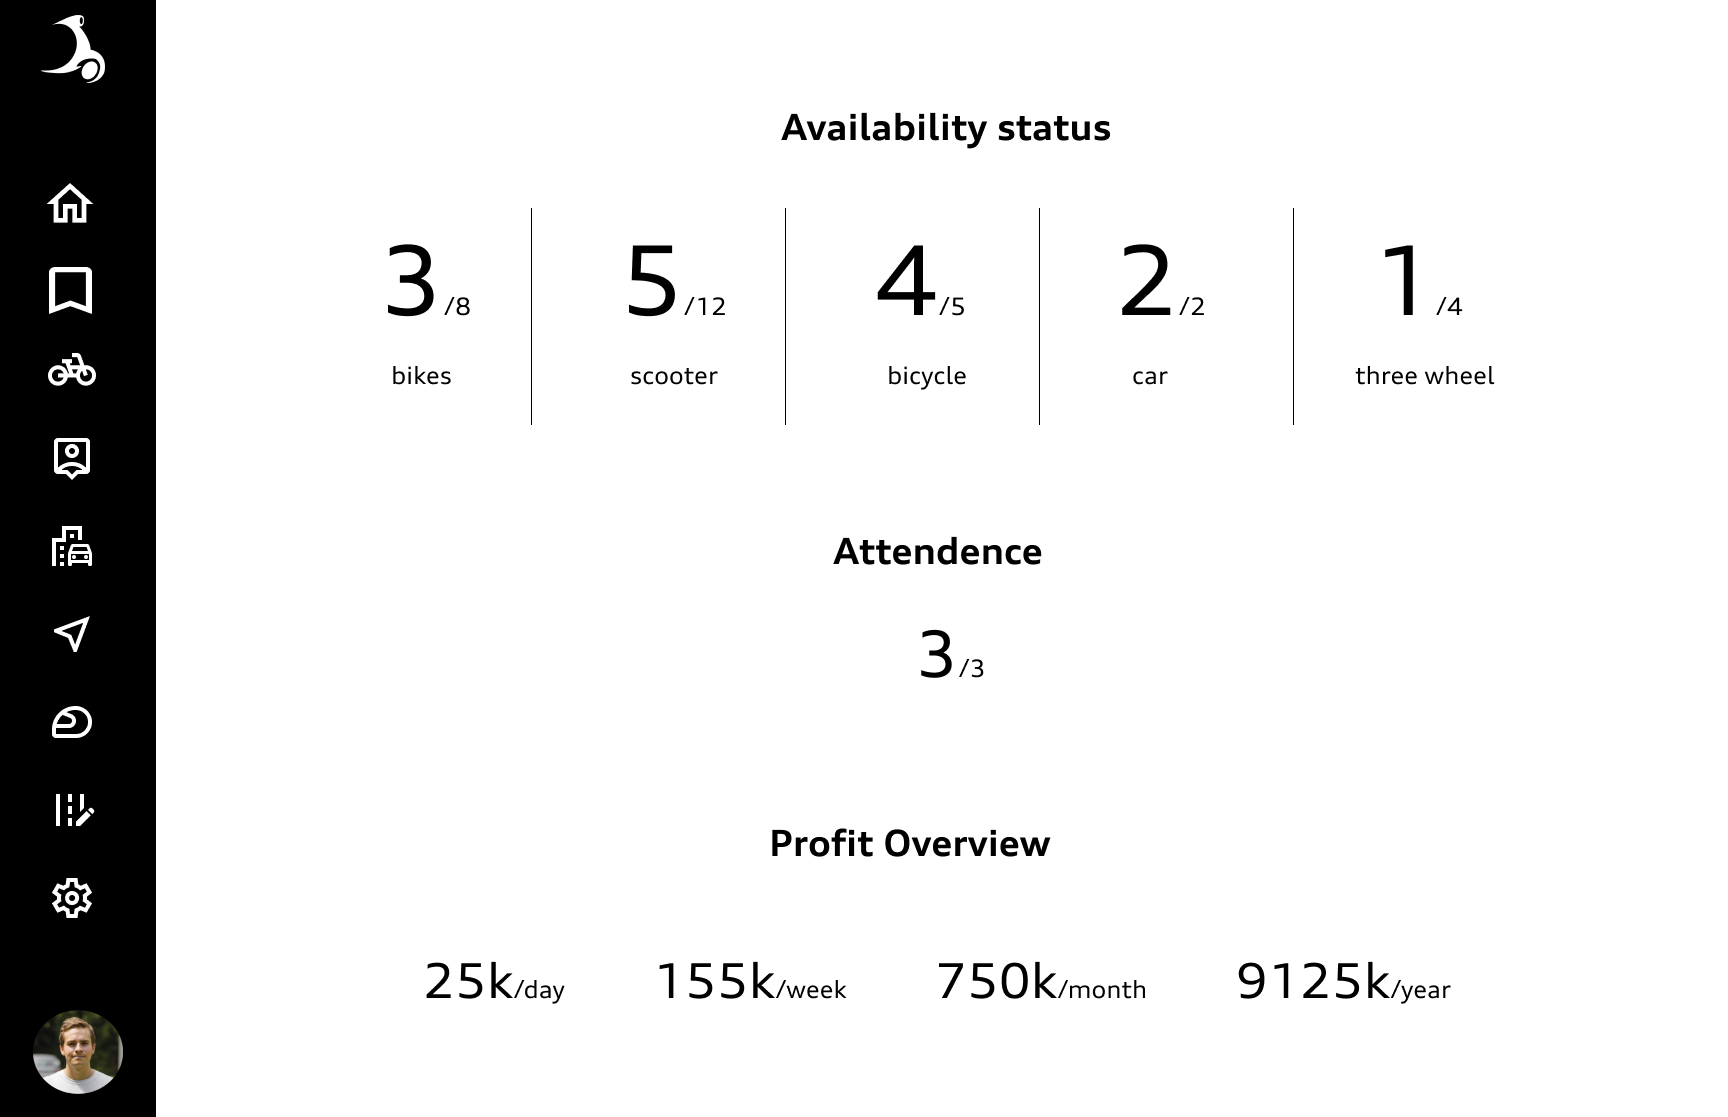 Availability status
3/8 5/12 4/5 2/2 1/4
bikes scooter bicycle car three wheel
Attendence
3/3
Profit Overview
25k/day 155k/week 750k/month 9125k/year